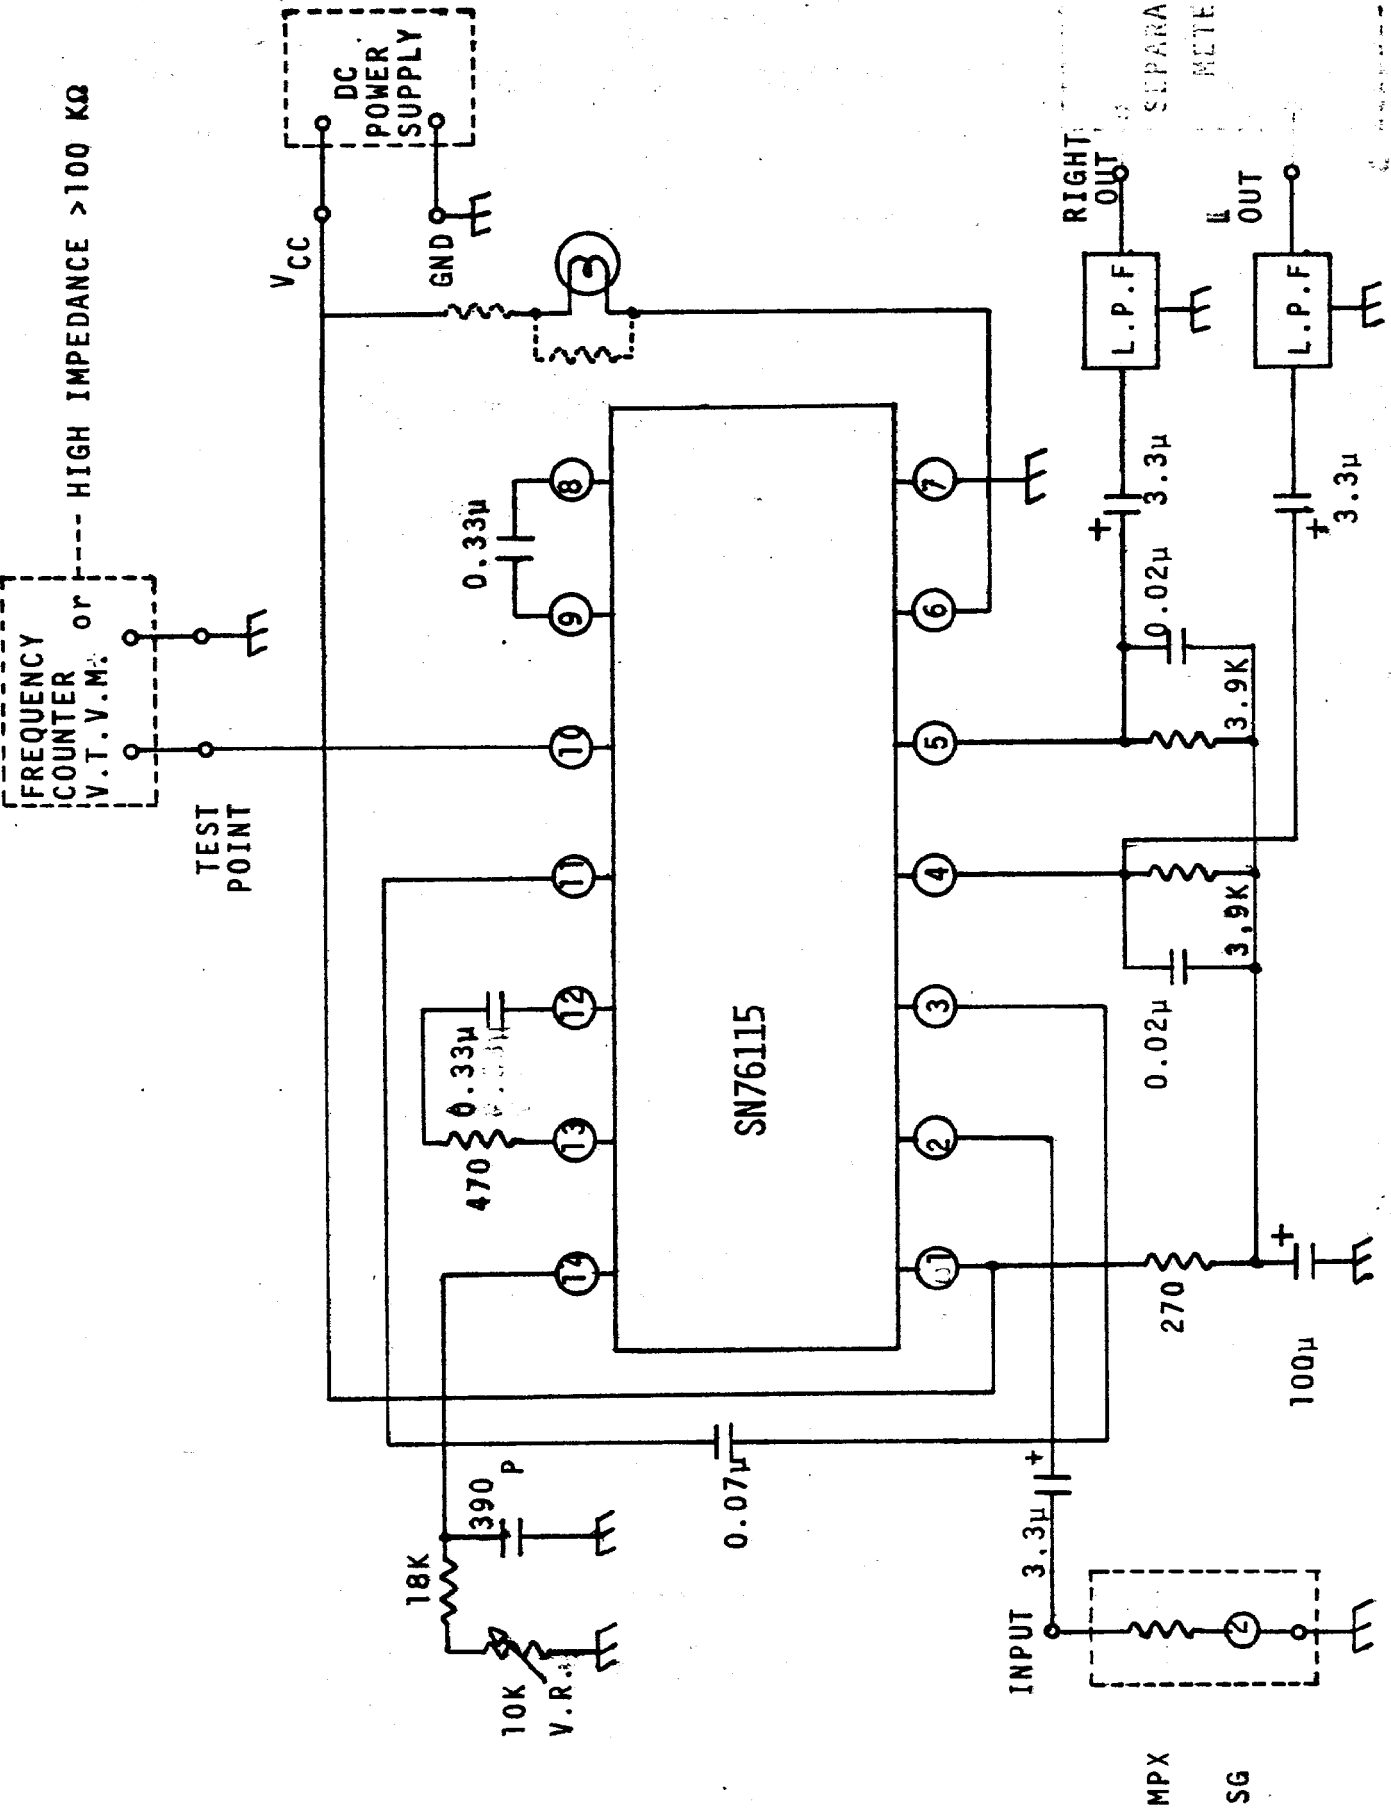 FREQUENCY
COUNTER
V.T.V.M. or
---- HIGH IMPEDANCE >100 KΩ
TEST
POINT
VCC
GND
DC
POWER
SUPPLY
18K
10K
V.R.
390
P
470
0.33μ
0.33μ
14
13
12
11
10
9
8
SN76115
1
2
3
4
5
6
7
0.07μ
INPUT
3.3μ
+
MPX
SG
270
100μ
+
0.02μ
3.9K
3.9K
0.02μ
+
3.3μ
+
3.3μ
L.P.F
L.P.F
RIGHT
OUT
L
OUT
SEPARA
METE